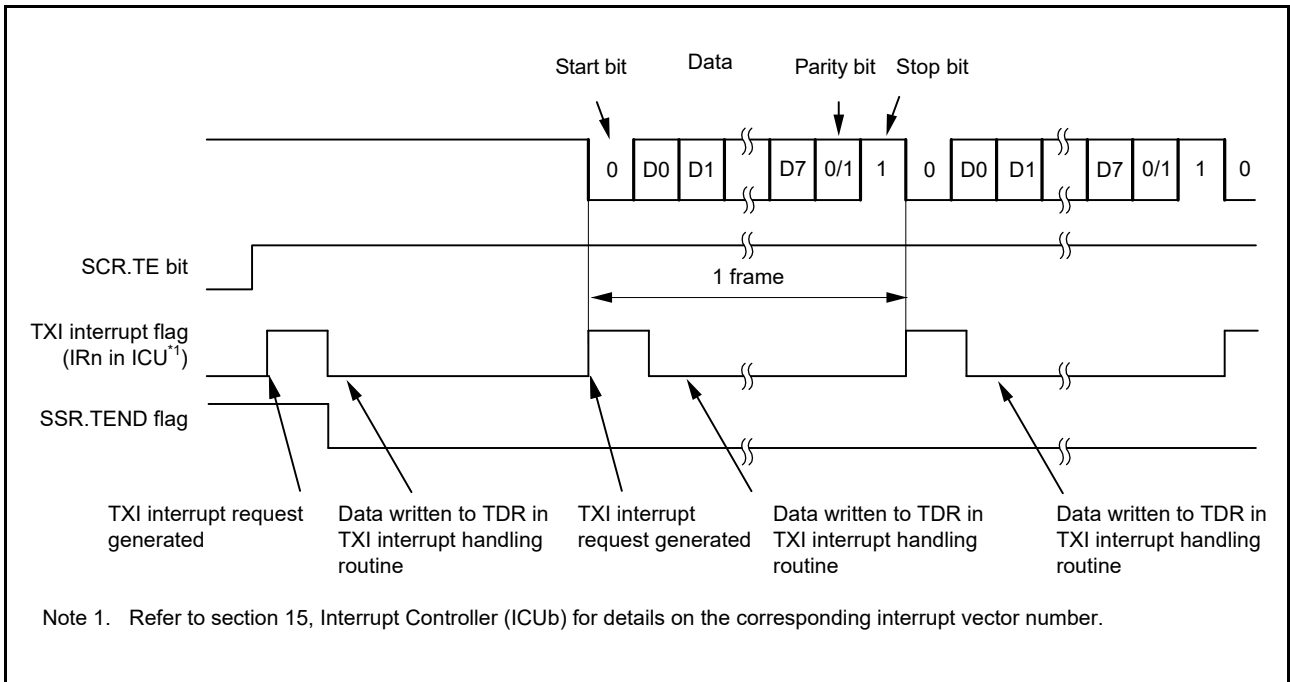 Start bit Data Parity bit Stop bit
0 D0 D1 D7 0/1 1 0 D0 D1 D7 0/1 1 0
SCR.TE bit
1 frame
TXI interrupt flag
(IRn in ICU*1)
SSR.TEND flag
TXI interrupt request
generated
Data written to TDR in
TXI interrupt handling
routine
TXI interrupt
request generated
Data written to TDR in
TXI interrupt handling
routine
Data written to TDR in
TXI interrupt handling
routine
Note 1. Refer to section 15, Interrupt Controller (ICUb) for details on the corresponding interrupt vector number.